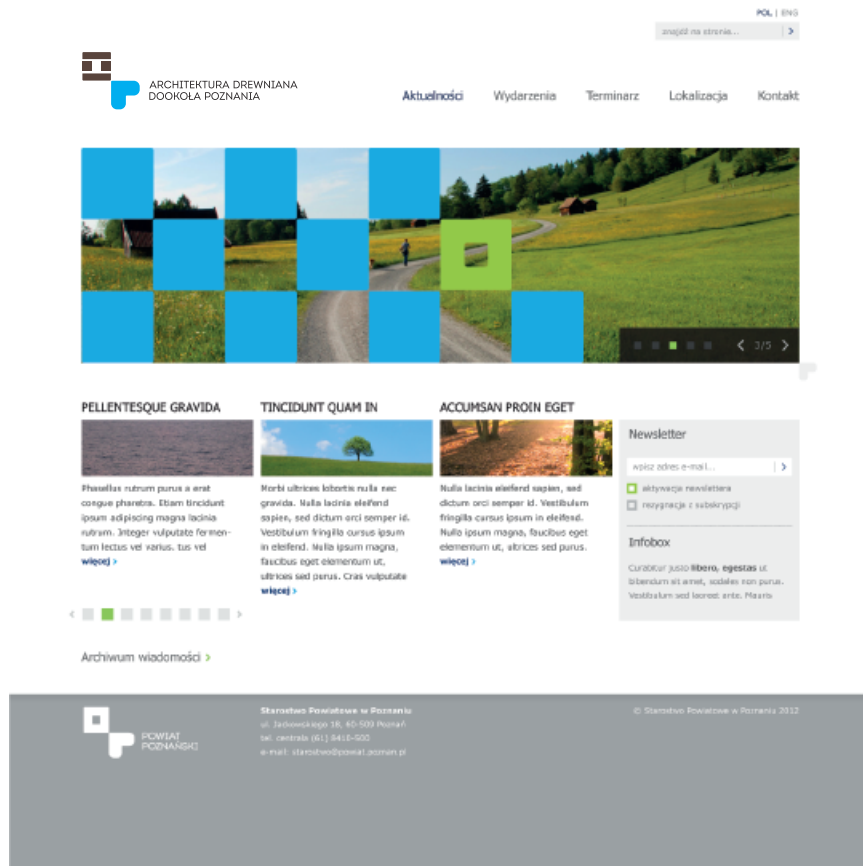 POL | ENG
znajdź na stronie...
ARCHITEKTURA DREWNIANA
DOOKOŁA POZNANIA
Aktualności Wydarzenia Terminarz Lokalizacja Kontakt
3/5
PELLENTESQUE GRAVIDA
Phasellus rutrum purus a erat
congue pharetra. Etiam tincidunt
ipsum adipiscing magna lacinia
rutrum. Integer vulputate fermen-
tum lectus vel varius. tus vel
więcej ›
TINCIDUNT QUAM IN
Morbi ultrices lobortis nulla nec
gravida. Nulla lacinia eleifend
sapien, sed dictum orci semper id.
Vestibulum fringilla cursus ipsum
in eleifend. Nulla ipsum magna,
faucibus eget elementum ut,
ultrices sed purus. Cras vulputate
więcej ›
ACCUMSAN PROIN EGET
Nulla lacinia eleifend sapien, sed
dictum orci semper id. Vestibulum
fringilla cursus ipsum in eleifend.
Nulla ipsum magna, faucibus eget
elementum ut, ultrices sed purus.
więcej ›
Newsletter
wpisz adres e-mail...
aktywacja newslettera
rezygnacja z subskrypcji
Infobox
Curabitur justo libero, egestas ut
bibendum sit amet, sodales non purus.
Vestibulum sed laoreet ante. Mauris
Archiwum wiadomości ›
POWIAT
POZNAŃSKI
Starostwo Powiatowe w Poznaniu
ul. Jackowskiego 18, 60-509 Poznań
tel. centrala (61) 8410-500
e-mail: starostwo@powiat.poznan.pl
© Starostwo Powiatowe w Poznaniu 2012